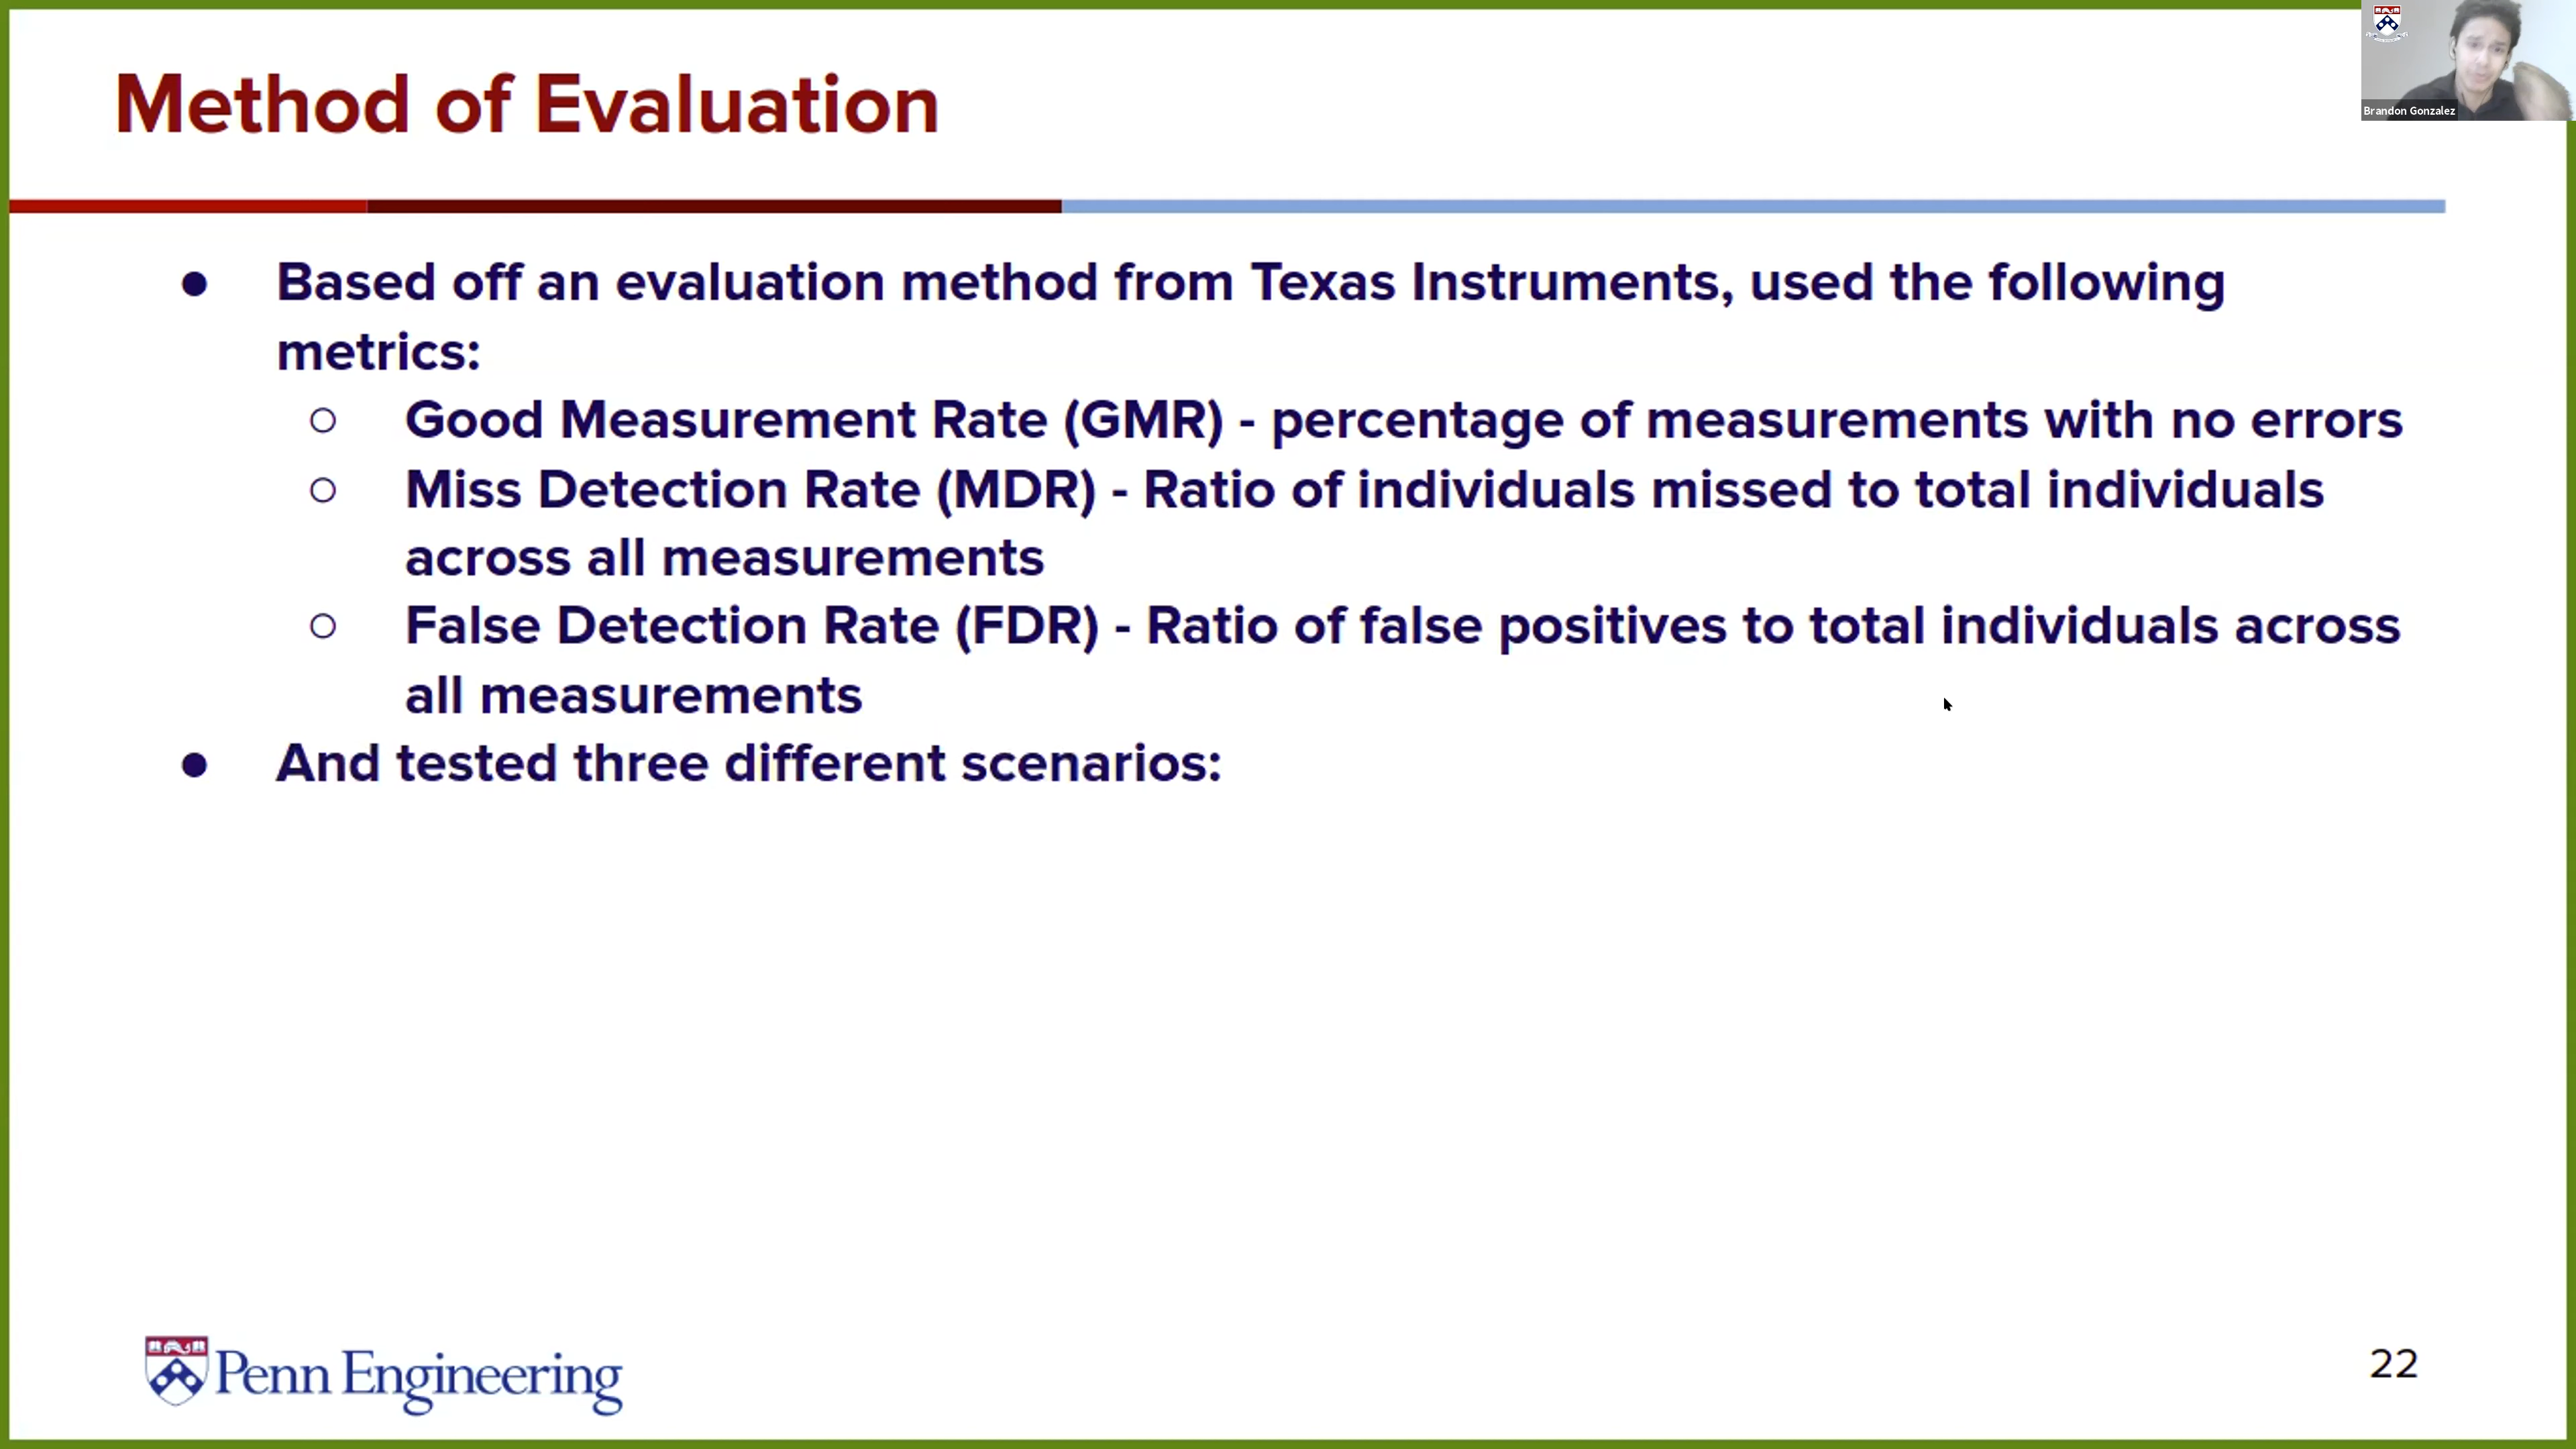 Method of Evaluation
Brandon Gonzalez
● Based off an evaluation method from Texas Instruments, used the following
metrics:
○ Good Measurement Rate (GMR) - percentage of measurements with no errors
○ Miss Detection Rate (MDR) - Ratio of individuals missed to total individuals
across all measurements
○ False Detection Rate (FDR) - Ratio of false positives to total individuals across
all measurements
● And tested three different scenarios:
Penn Engineering
22